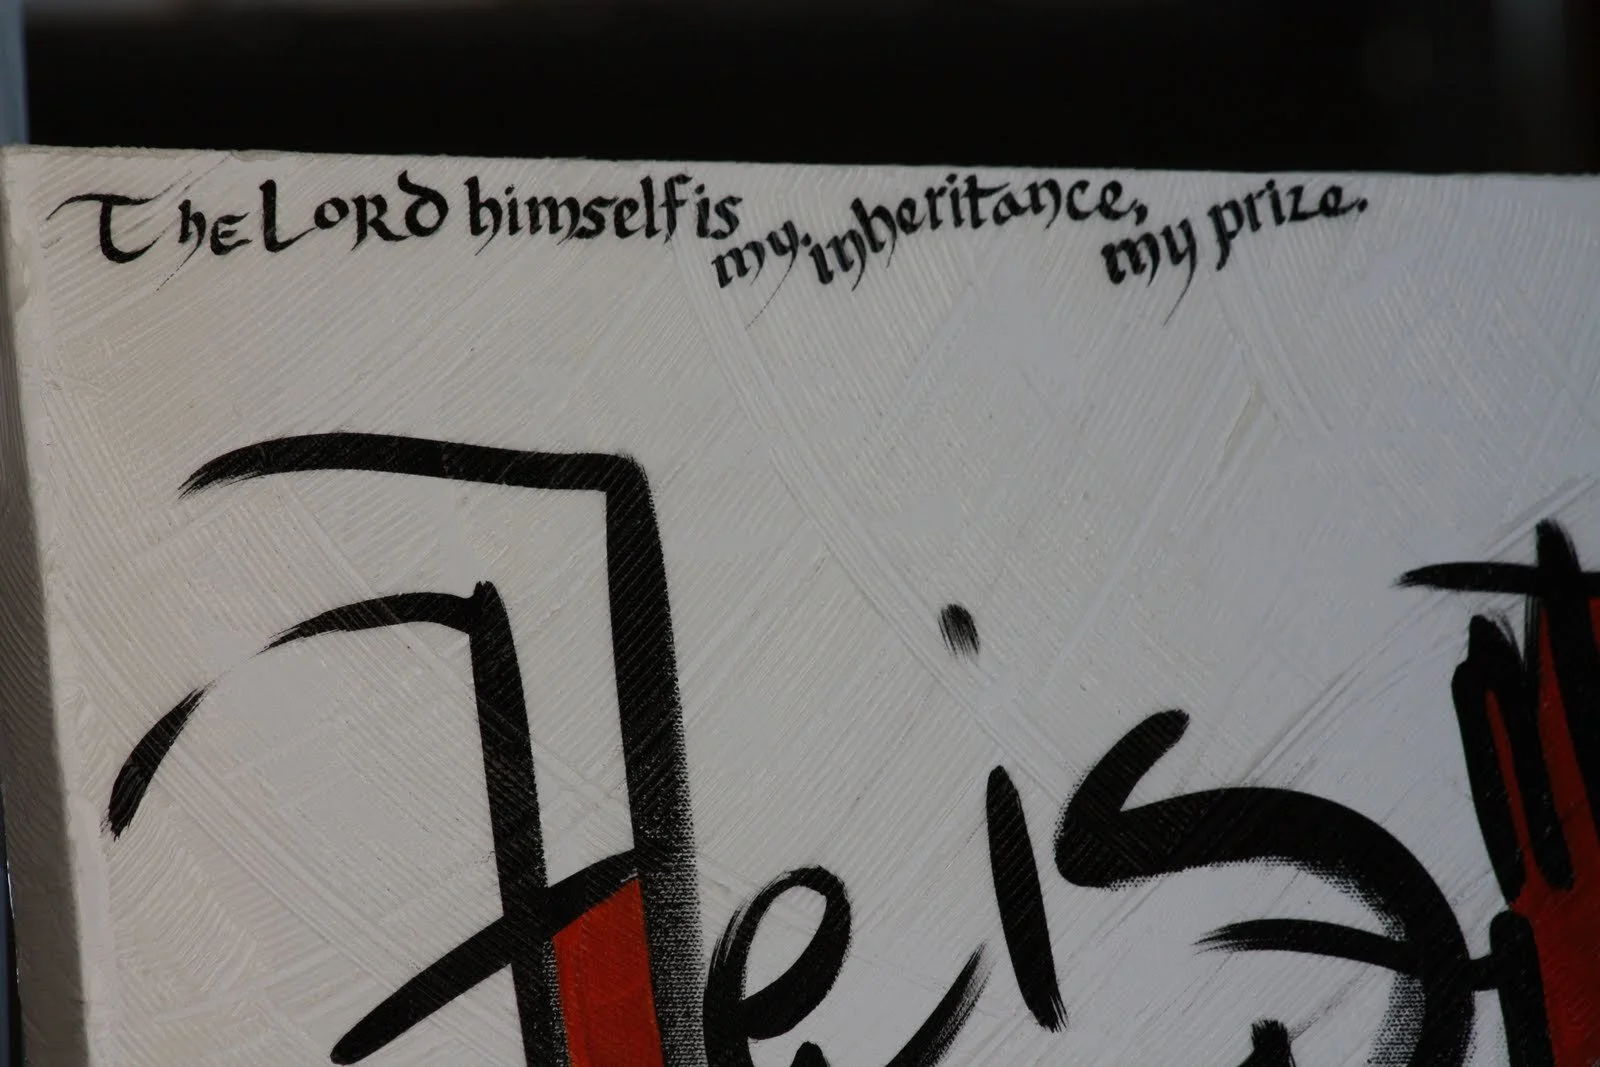 The LORD himself is my inheritance, my prize.
He is